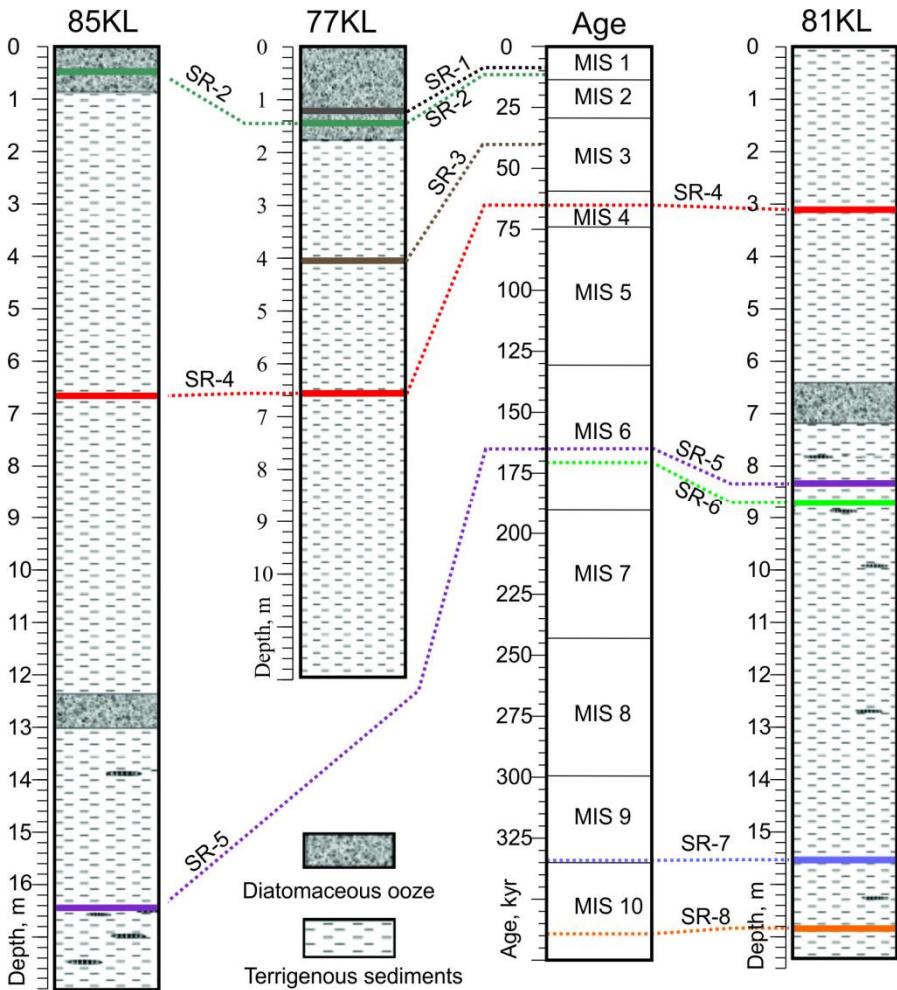 85KL
0
1
2
3
4
5
6
7
8
9
10
11
12
13
14
15
16
Depth, m
SR-2
SR-4
SR-5
77KL
0
1
2
3
4
5
6
7
8
9
10
Depth, m
SR-1
SR-2
SR-3
Diatomaceous ooze
Terrigenous sediments
Age
0
25
50
75
100
125
150
175
200
225
250
275
300
325
Age, kyr
MIS 1
MIS 2
MIS 3
MIS 4
MIS 5
MIS 6
MIS 7
MIS 8
MIS 9
MIS 10
SR-4
SR-5
SR-6
SR-7
SR-8
81KL
0
1
2
3
4
5
6
7
8
9
10
11
12
13
14
15
Depth, m